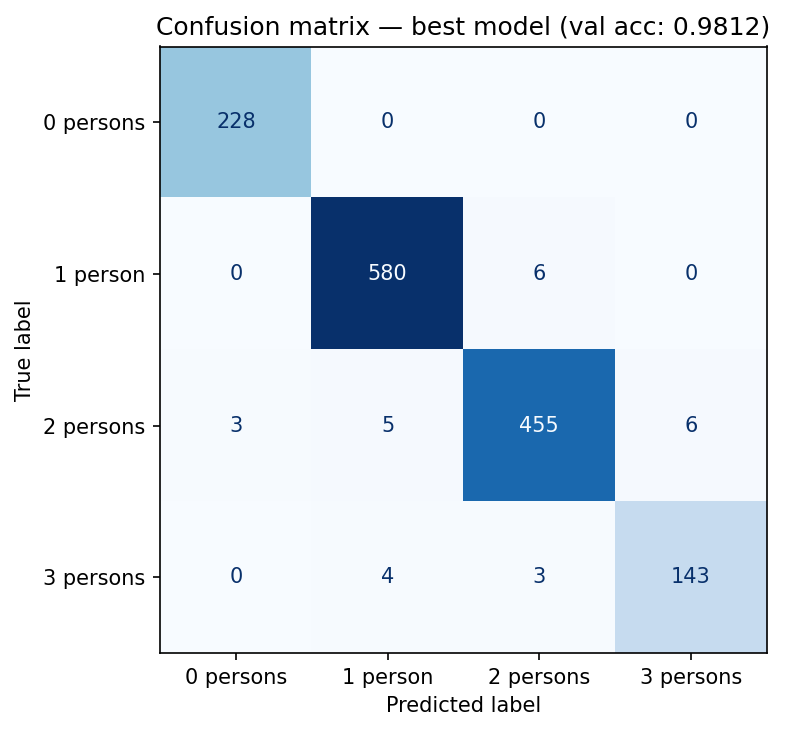 Confusion matrix — best model (val acc: 0.9812)
0 persons 228 0 0 0
1 person 0 580 6 0
2 persons 3 5 455 6
3 persons 0 4 3 143
True label
0 persons 1 person 2 persons 3 persons
Predicted label